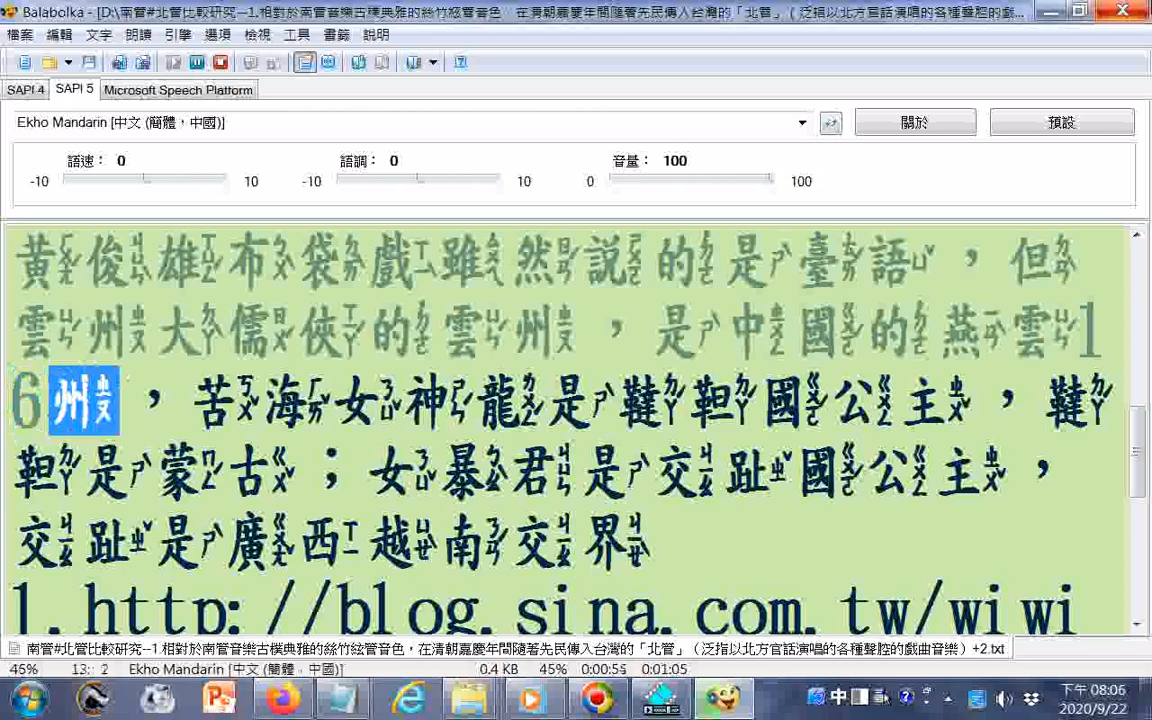 Balabolka - [D:\南管#北管比較研究--1.相對於南管音樂古樸典雅的絲竹絃管音色，在清朝嘉慶年間隨著先民傳入台灣的「北管」（泛指以北方官話演唱的各種聲腔的戲...
檔案 編輯 文字 朗讀 引擎 選項 檢視 工具 書籤 說明
SAPI 4 SAPI 5 Microsoft Speech Platform
Ekho Mandarin [中文 (簡體，中國)] 關於 預設
語速： 0 語調： 0 音量： 100
-10 10 -10 10 0 100
黃俊雄布袋戲雖然說的是臺語，但
雲州大儒俠的雲州，是中國的燕雲1
6州，苦海女神龍是韃靼國公主，韃
靼是蒙古；女暴君是交趾國公主，
交趾是廣西越南交界
1.http://blog.sina.com.tw/wiwi
南管#北管比較研究--1.相對於南管音樂古樸典雅的絲竹絃管音色，在清朝嘉慶年間隨著先民傳入台灣的「北管」（泛指以北方官話演唱的各種聲腔的戲曲音樂）+2.txt
45% 13: 2 Ekho Mandarin [中文 (簡體，中國)] 0.4 KB 45% 0:00:54 0:01:05
中 下午 08:06
2020/9/22